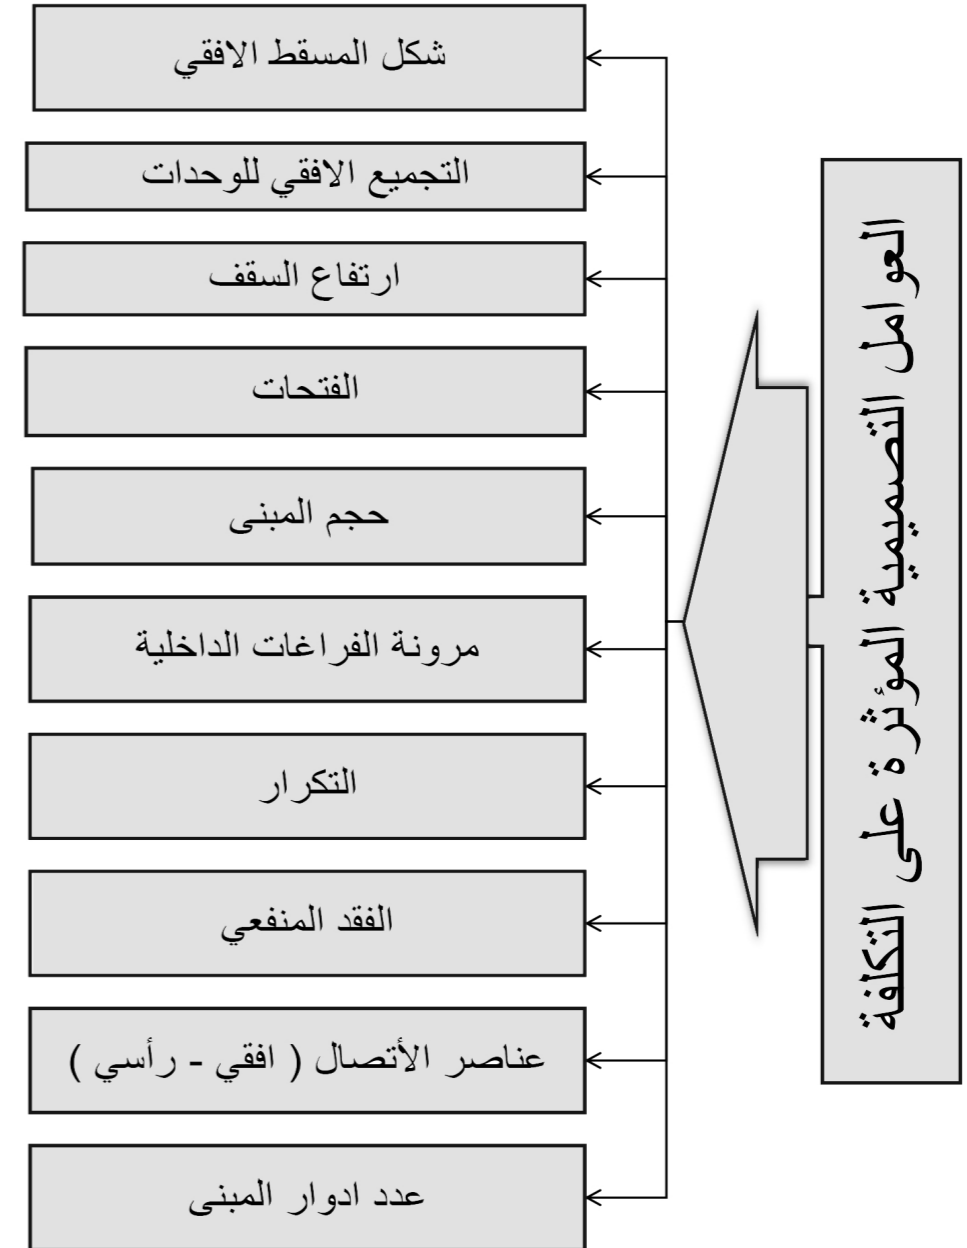 العوامل التصميمية المؤثرة على التكلفة
شكل المسقط الافقي
التجميع الافقي للوحدات
ارتفاع السقف
الفتحات
حجم المبنى
مرونة الفراغات الداخلية
التكرار
الفقد المنفعي
عناصر الأتصال ( افقي - رأسي )
عدد ادوار المبنى